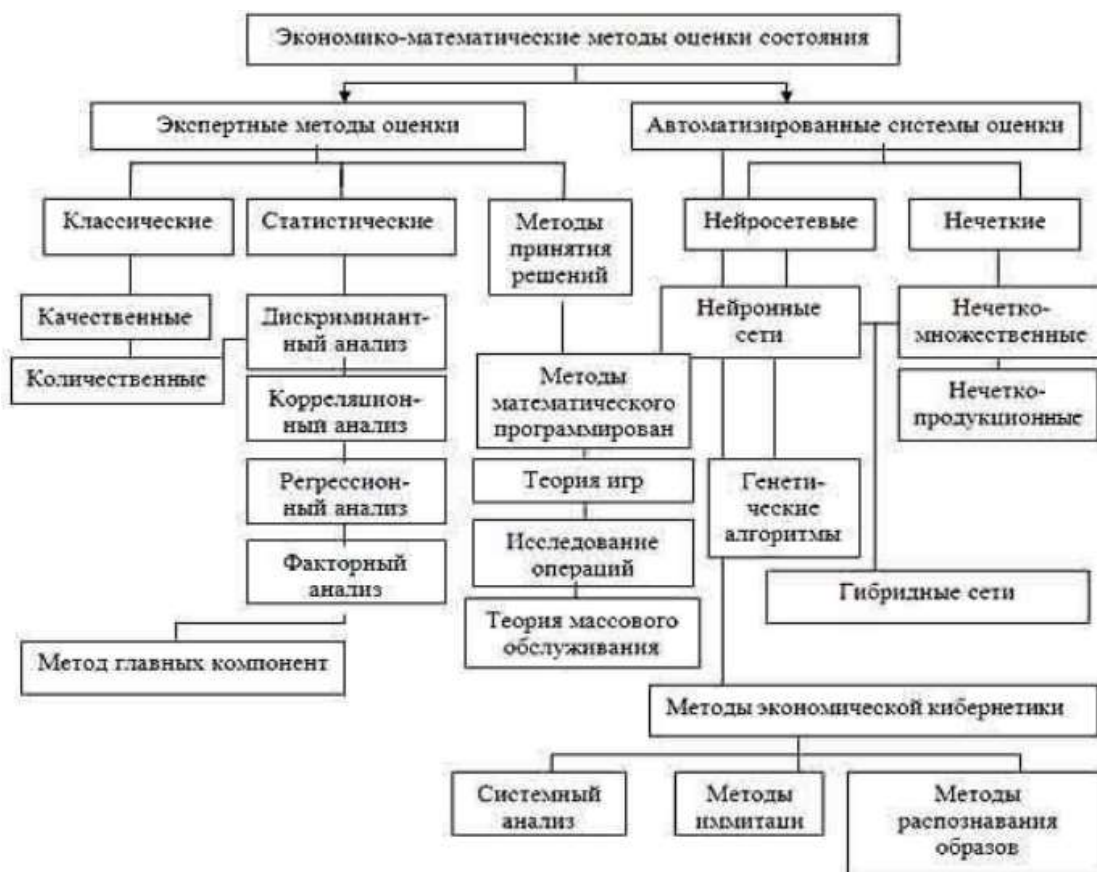 Экономико-математические методы оценки состояния
Экспертные методы оценки
Автоматизированные системы оценки
Классические
Статистические
Методы
принятия
решений
Нейросетевые
Нечеткие
Качественные
Количественные
Дискриминант-
ный анализ
Корреляцион-
ный анализ
Регрессион-
ный анализ
Факторный
анализ
Метод главных компонент
Методы
математического
программирован
Теория игр
Исследование
операций
Теория массового
обслуживания
Нейронные
сети
Генети-
ческие
алгоритмы
Нечетко-
множественные
Нечетко-
продукционные
Гибридные сети
Методы экономической кибернетики
Системный
анализ
Методы
иммитаци
Методы
распознавания
образов